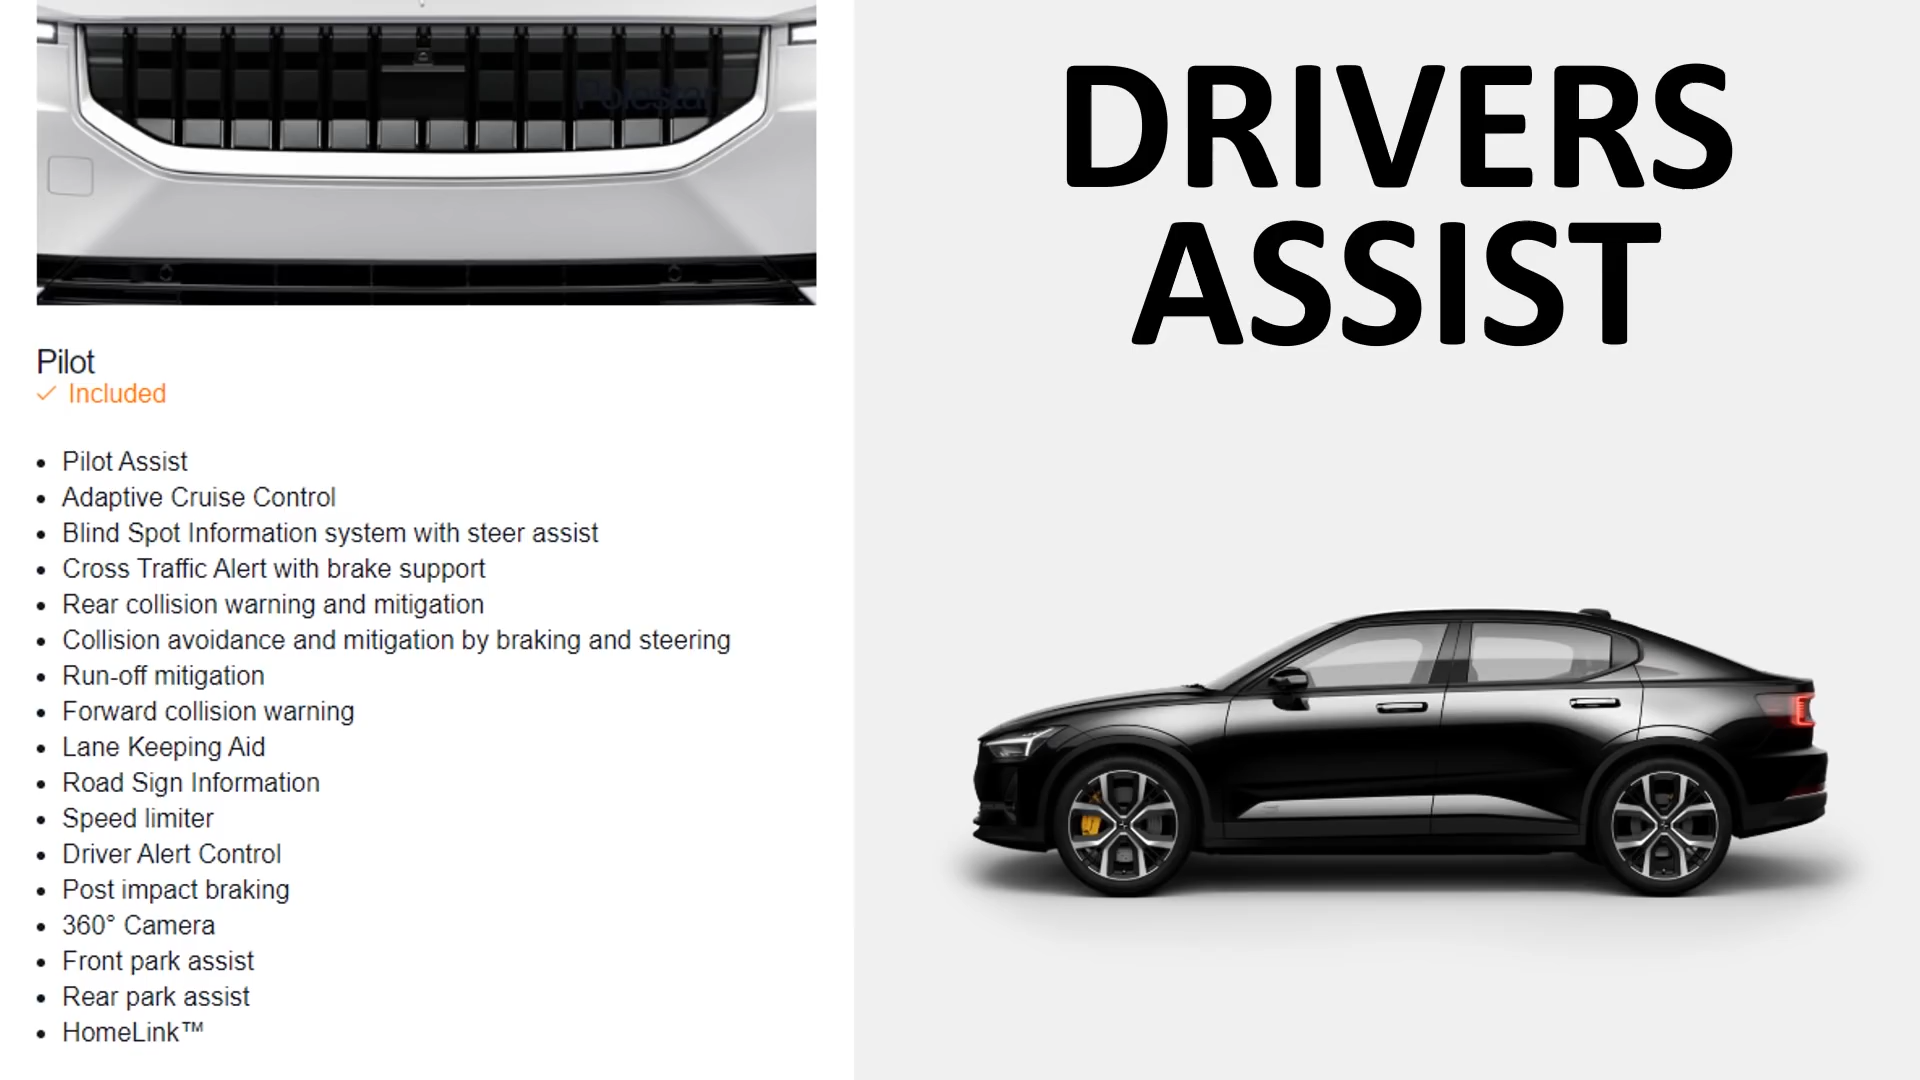 Polestar
Pilot
Included
Pilot Assist
Adaptive Cruise Control
Blind Spot Information system with steer assist
Cross Traffic Alert with brake support
Rear collision warning and mitigation
Collision avoidance and mitigation by braking and steering
Run-off mitigation
Forward collision warning
Lane Keeping Aid
Road Sign Information
Speed limiter
Driver Alert Control
Post impact braking
360° Camera
Front park assist
Rear park assist
HomeLink™
DRIVERS
ASSIST